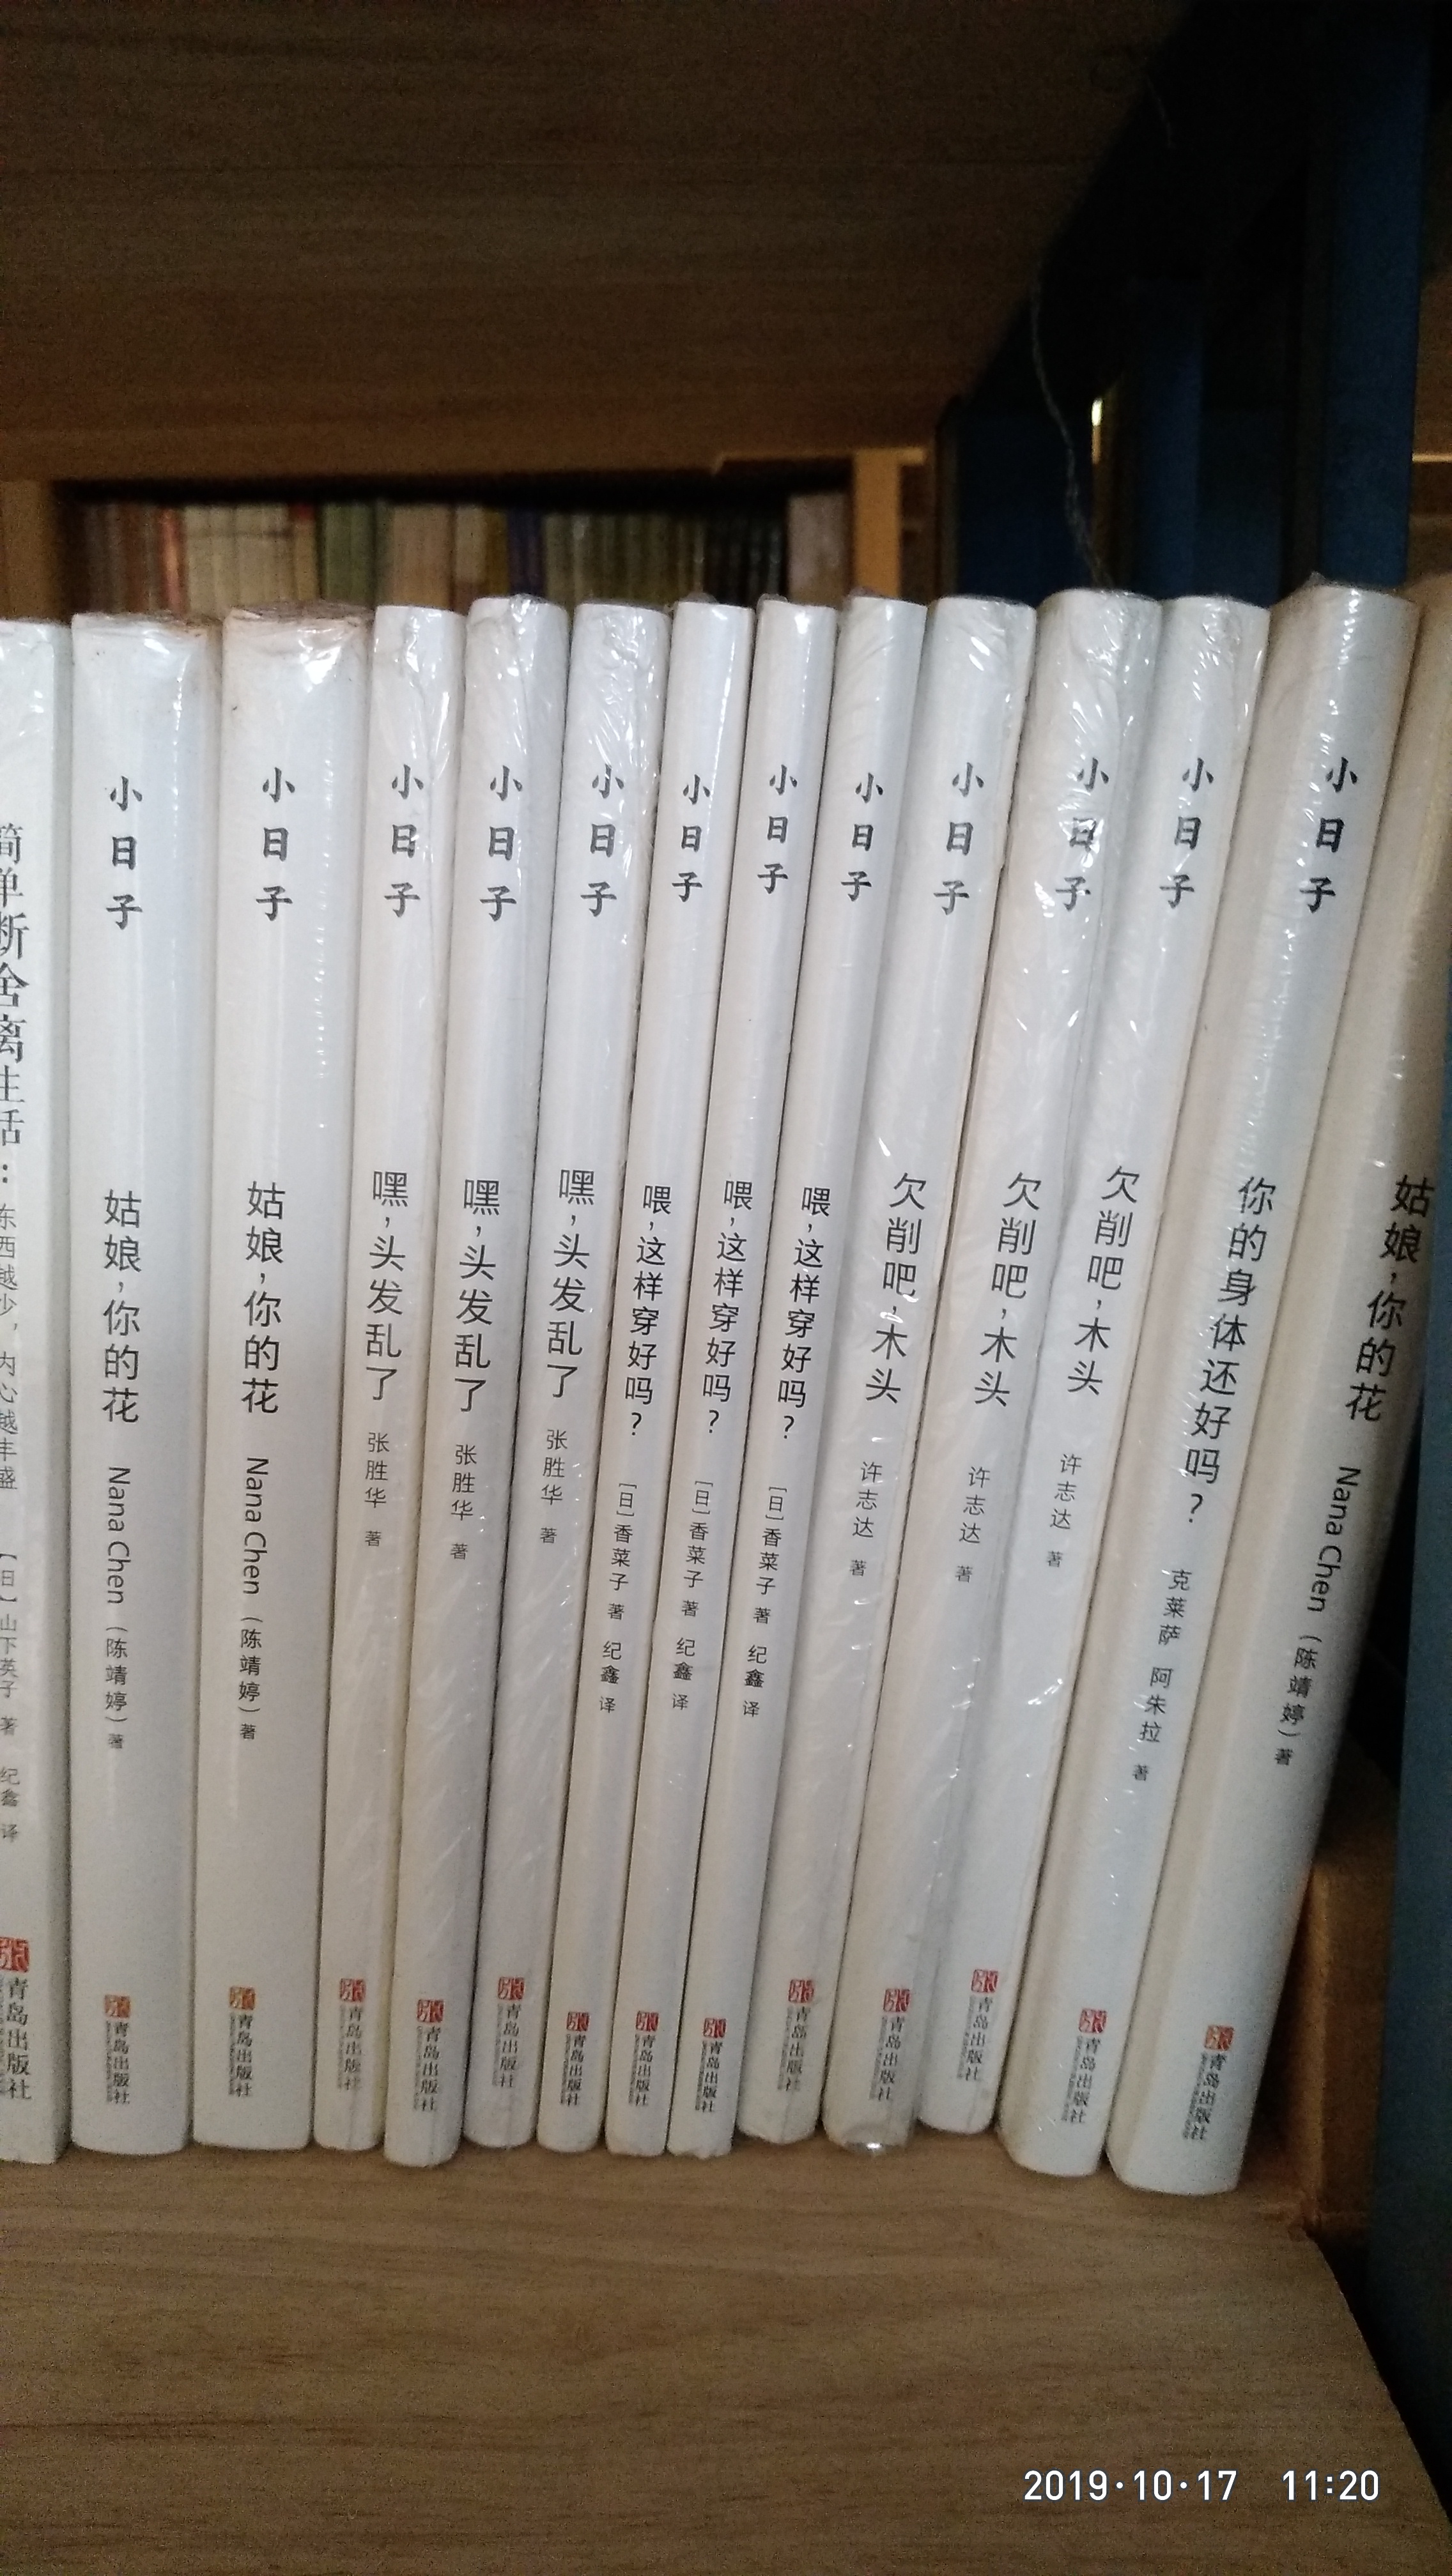 简单断舍离生活：东西越少，内心越丰盛 【日】山下英子 著 纪鑫 译 青岛出版社
小日子 姑娘，你的花 Nana Chen（陈靖婷）著 青岛出版社
小日子 姑娘，你的花 Nana Chen（陈靖婷）著 青岛出版社
小日子 嘿，头发乱了 张胜华 著 青岛出版社
小日子 嘿，头发乱了 张胜华 著 青岛出版社
小日子 嘿，头发乱了 张胜华 著 青岛出版社
小日子 喂，这样穿好吗？ [日]香菜子 著 纪鑫 译 青岛出版社
小日子 喂，这样穿好吗？ [日]香菜子 著 纪鑫 译 青岛出版社
小日子 喂，这样穿好吗？ [日]香菜子 著 纪鑫 译 青岛出版社
小日子 欠削吧，木头 许志达 著 青岛出版社
小日子 欠削吧，木头 许志达 著 青岛出版社
小日子 欠削吧，木头 许志达 著 青岛出版社
小日子 你的身体还好吗？ 克莱萨 阿朱拉 著 青岛出版社
姑娘，你的花 Nana Chen（陈靖婷）著 青岛出版社
2019·10·17 11:20